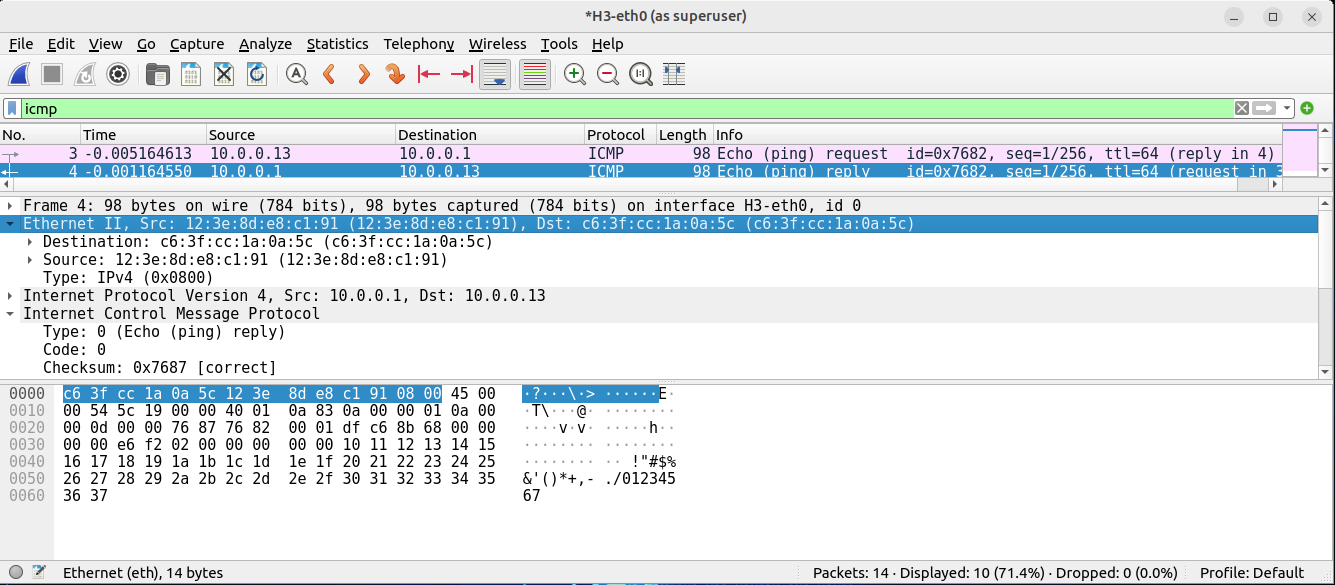 *H3-eth0 (as superuser)
File Edit View Go Capture Analyze Statistics Telephony Wireless Tools Help
icmp
No. Time Source Destination Protocol Length Info
3 -0.005164613 10.0.0.13 10.0.0.1 ICMP 98 Echo (ping) request id=0x7682, seq=1/256, ttl=64 (reply in 4)
4 -0.001164550 10.0.0.1 10.0.0.13 ICMP 98 Echo (ping) reply id=0x7682, seq=1/256, ttl=64 (request in 3
Frame 4: 98 bytes on wire (784 bits), 98 bytes captured (784 bits) on interface H3-eth0, id 0
Ethernet II, Src: 12:3e:8d:e8:c1:91 (12:3e:8d:e8:c1:91), Dst: c6:3f:cc:1a:0a:5c (c6:3f:cc:1a:0a:5c)
Destination: c6:3f:cc:1a:0a:5c (c6:3f:cc:1a:0a:5c)
Source: 12:3e:8d:e8:c1:91 (12:3e:8d:e8:c1:91)
Type: IPv4 (0x0800)
Internet Protocol Version 4, Src: 10.0.0.1, Dst: 10.0.0.13
Internet Control Message Protocol
Type: 0 (Echo (ping) reply)
Code: 0
Checksum: 0x7687 [correct]
0000 c6 3f cc 1a 0a 5c 12 3e 8d e8 c1 91 08 00 45 00 ·?···\·> ······E·
0010 00 54 5c 19 00 00 40 01 0a 83 0a 00 00 01 0a 00 ·T\···@· ········
0020 00 0d 00 00 76 87 76 82 00 01 df c6 8b 68 00 00 ····v·v· ·····h··
0030 00 00 e6 f2 02 00 00 00 00 00 10 11 12 13 14 15 ········ ········
0040 16 17 18 19 1a 1b 1c 1d 1e 1f 20 21 22 23 24 25 ········ ·· !"#$%
0050 26 27 28 29 2a 2b 2c 2d 2e 2f 30 31 32 33 34 35 &'()*+,- ./012345
0060 36 37 67
Ethernet (eth), 14 bytes Packets: 14 · Displayed: 10 (71.4%) · Dropped: 0 (0.0%) Profile: Default